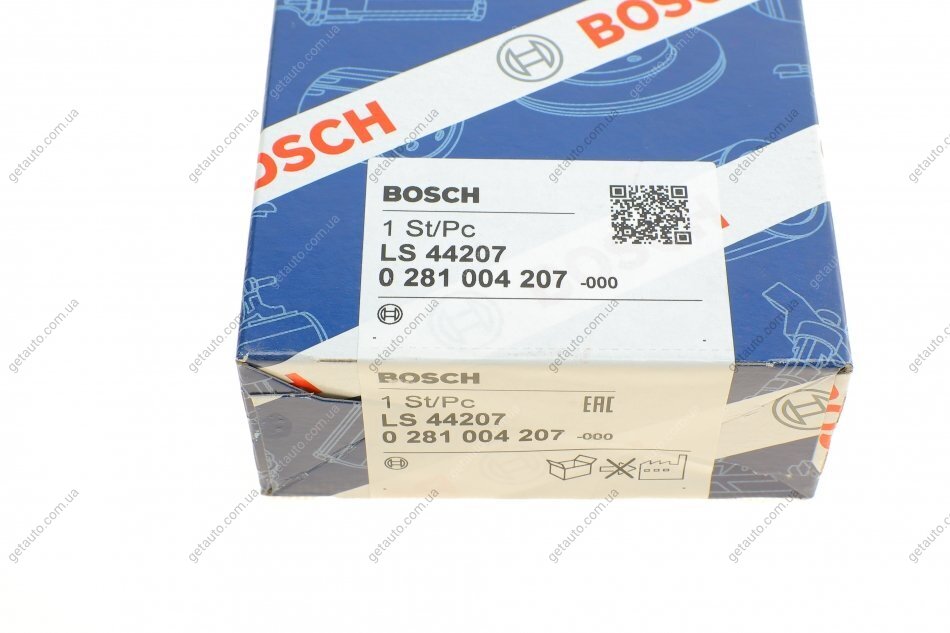 BOSCH
BOSCH
BOSCH
1 St/Pc
LS 44207
0 281 004 207 -000
BOSCH
1 St/Pc
EAC
LS 44207
0 281 004 207 -000
getauto.com.ua